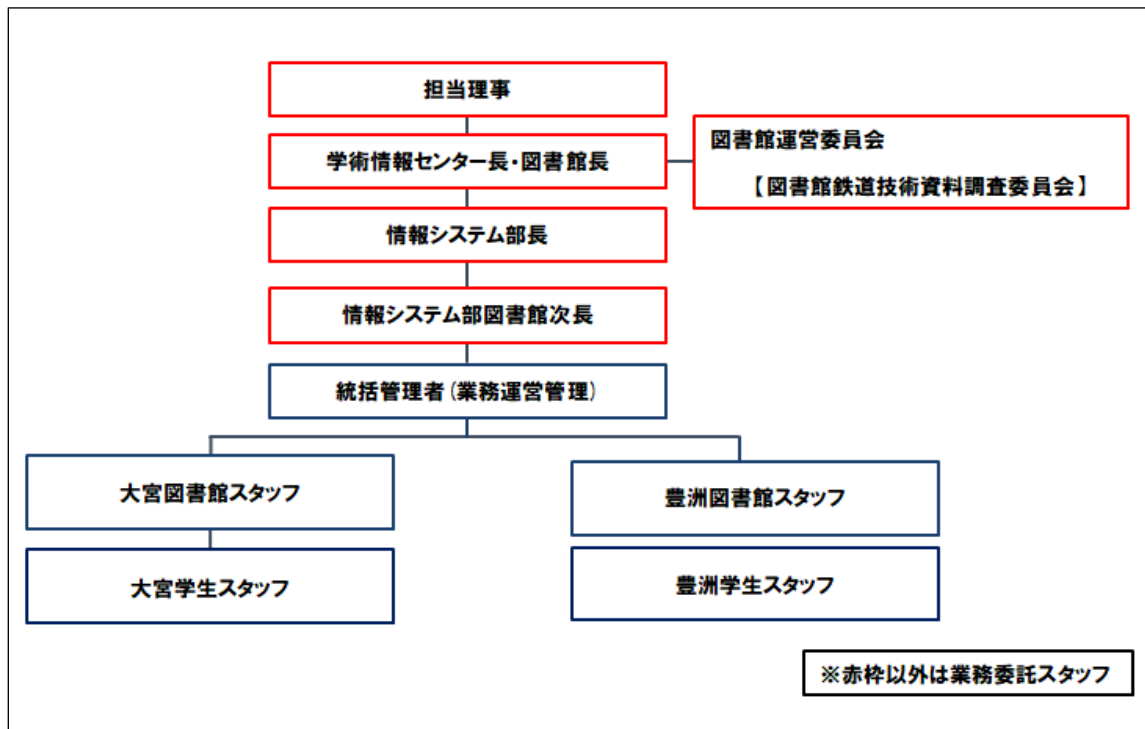 担当理事
学術情報センター長・図書館長
図書館運営委員会
【図書館鉄道技術資料調査委員会】
情報システム部長
情報システム部図書館次長
統括管理者(業務運営管理)
大宮図書館スタッフ
豊洲図書館スタッフ
大宮学生スタッフ
豊洲学生スタッフ
※赤枠以外は業務委託スタッフ